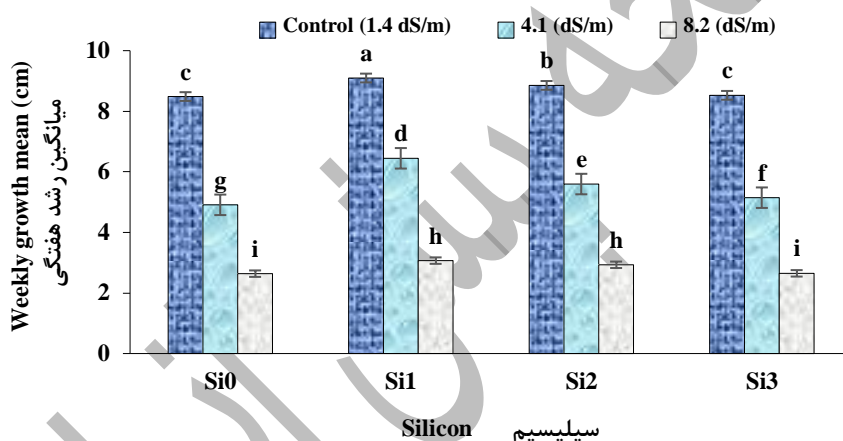 Control (1.4 dS/m) 4.1 (dS/m) 8.2 (dS/m)
Weekly growth mean (cm)
میانگین رشد هفتگی
10
8
6
4
2
0
c g i
a d h
b e h
c f i
Si0 Si1 Si2 Si3
Silicon سیلیسیم